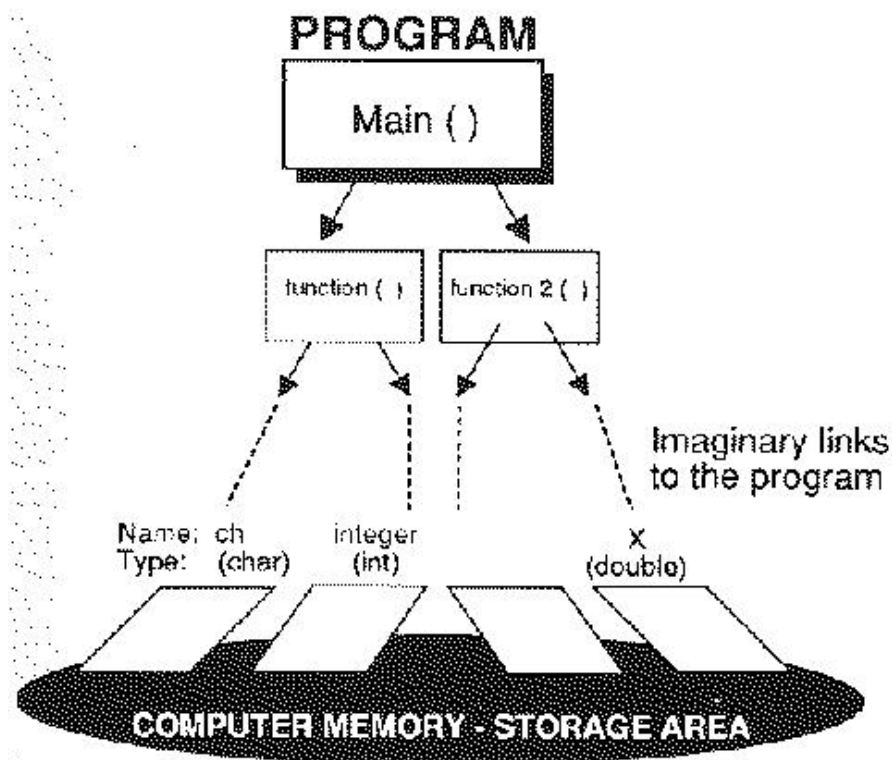 PROGRAM
Main ( )
function ( )
function 2 ( )
Imaginary links
to the program
Name: ch
Type: (char)
integer
(int)
X
(double)
COMPUTER MEMORY - STORAGE AREA